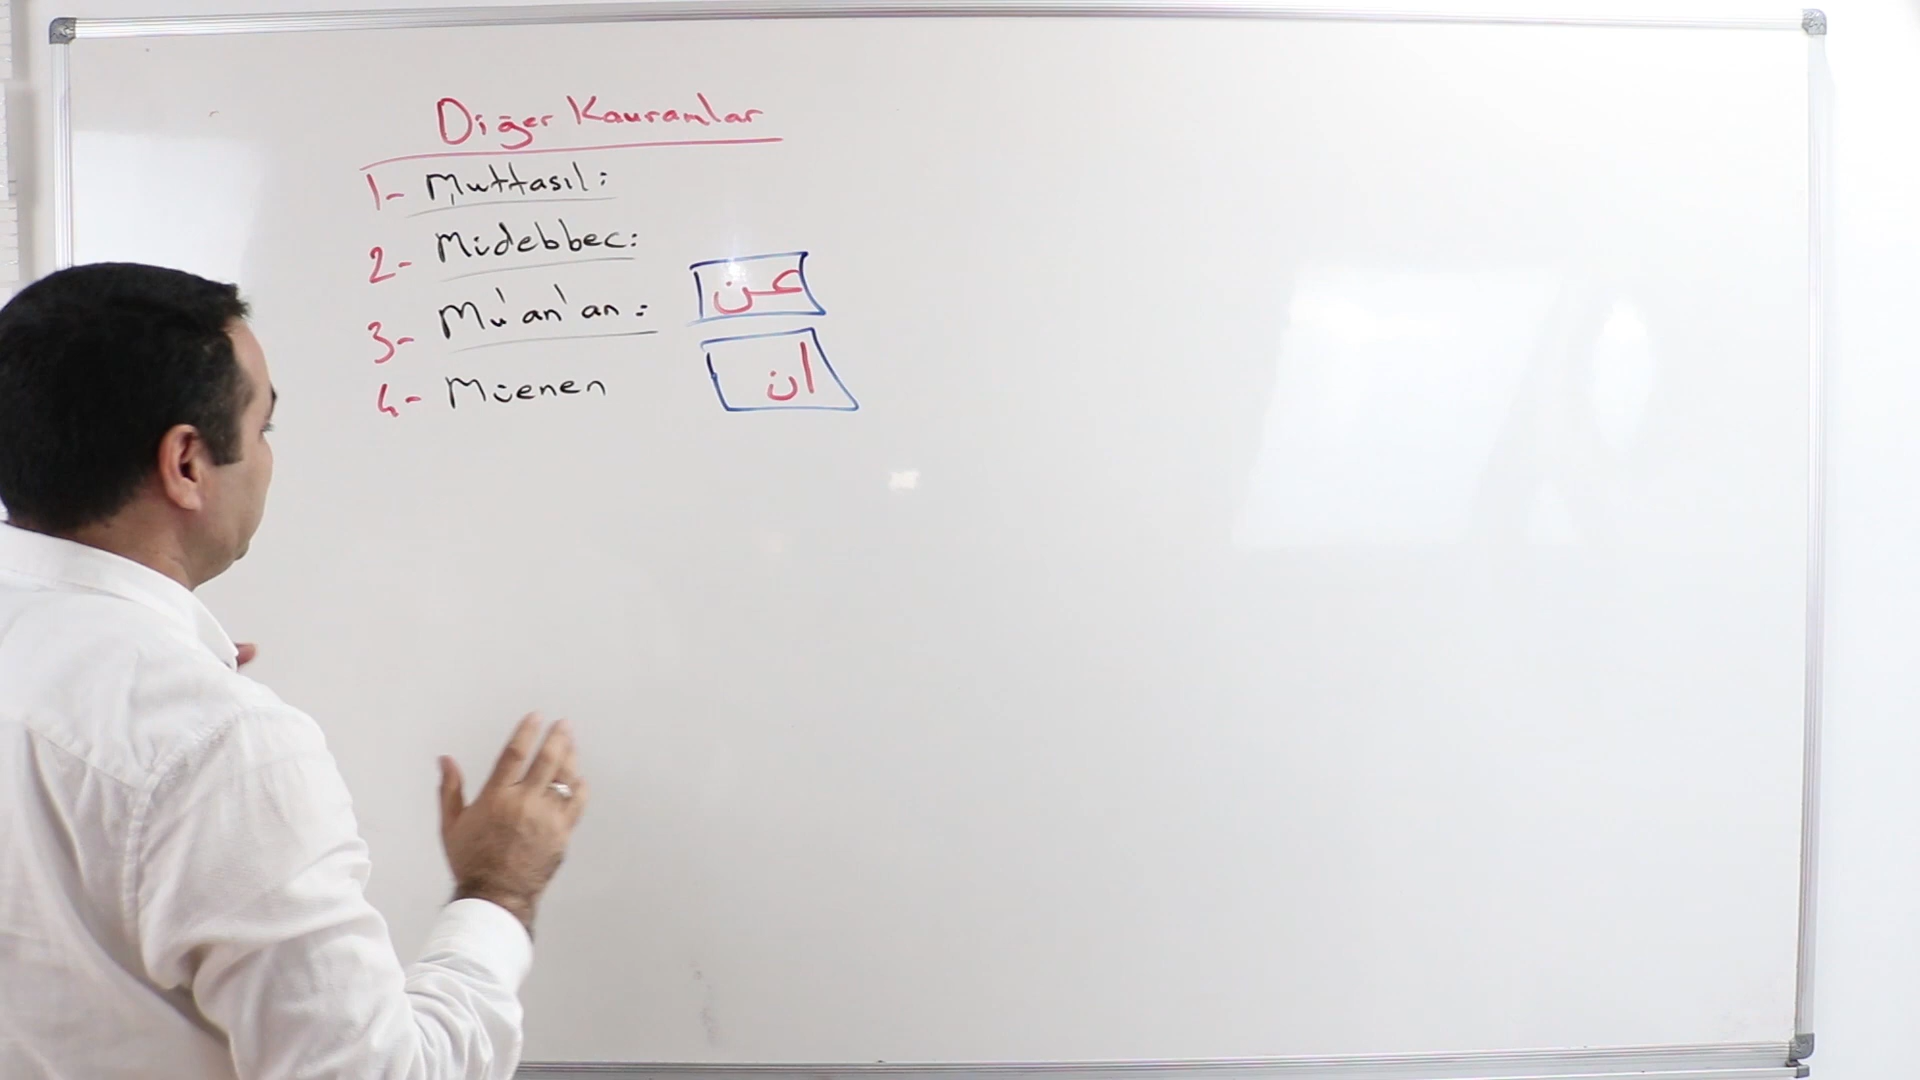 Diğer Kavramlar
1- Muttasıl:
2- Müdebbec:
3- Mu'an'an: عن
4- Müenen ان